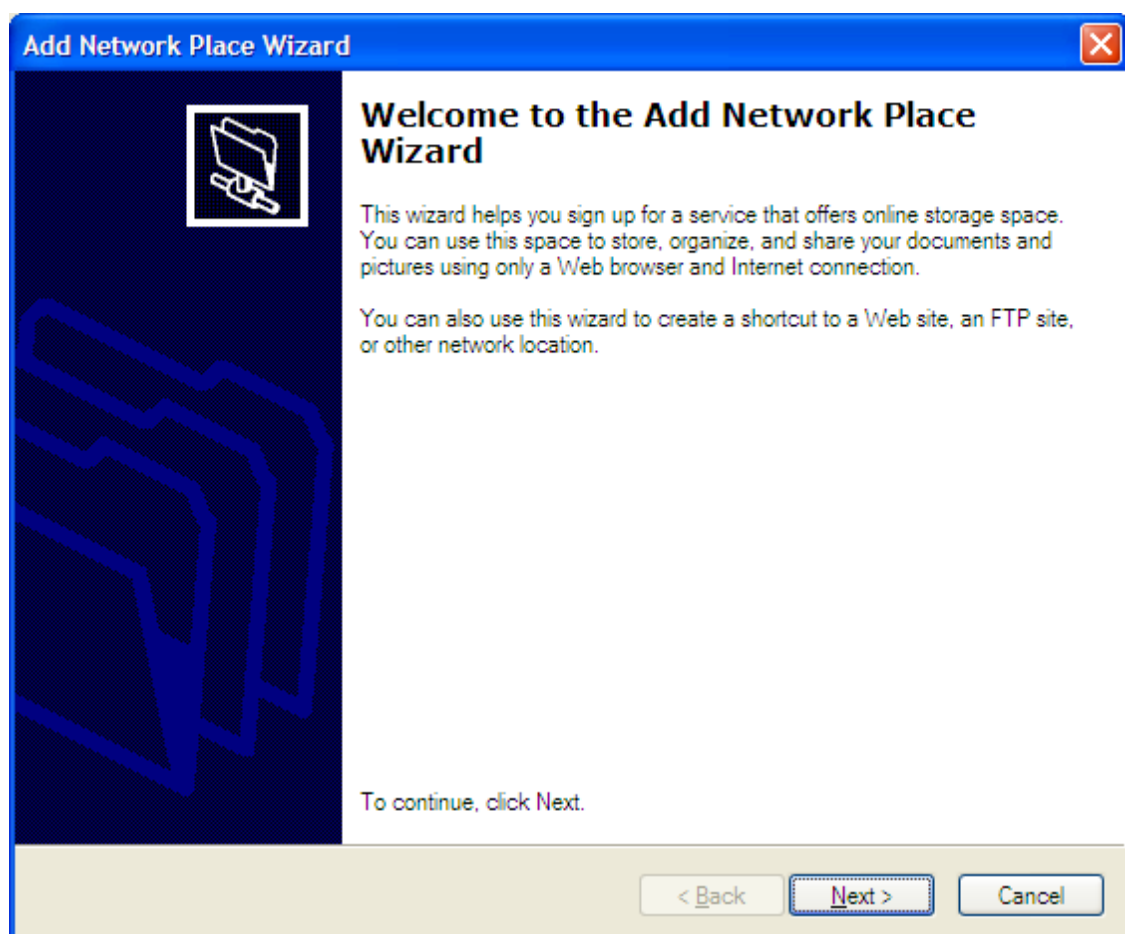 Add Network Place Wizard
Welcome to the Add Network Place
Wizard
This wizard helps you sign up for a service that offers online storage space.
You can use this space to store, organize, and share your documents and
pictures using only a Web browser and Internet connection.
You can also use this wizard to create a shortcut to a Web site, an FTP site,
or other network location.
To continue, click Next.
< Back Next > Cancel